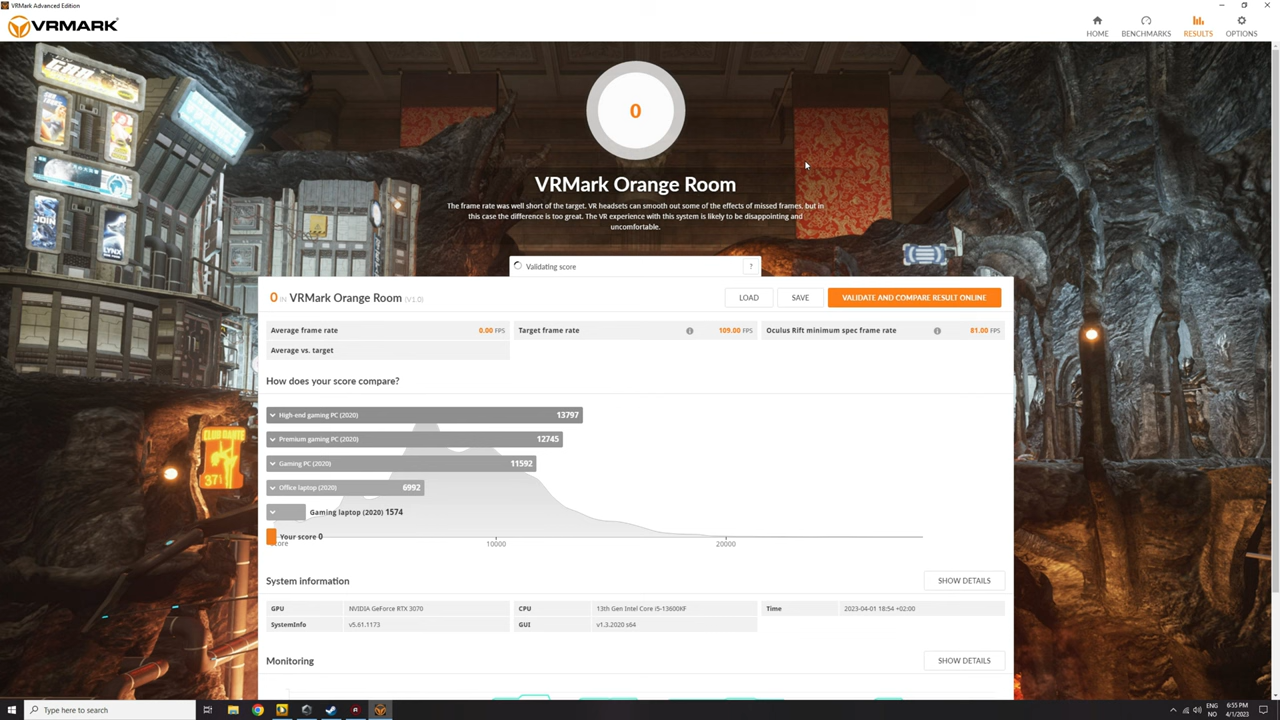 VRMark Advanced Edition
VRMARK
HOME
BENCHMARKS
RESULTS
OPTIONS
0
VRMark Orange Room
The frame rate was well short of the target. VR headsets can smooth out some of the effects of missed frames, but in
this case the difference is too great. The VR experience with this system is likely to be disappointing and
uncomfortable.
Validating score
?
0 IN VRMark Orange Room (V1.0)
LOAD
SAVE
VALIDATE AND COMPARE RESULT ONLINE
Average frame rate 0.00 FPS
Target frame rate 109.00 FPS
Oculus Rift minimum spec frame rate 81.00 FPS
Average vs. target
How does your score compare?
High-end gaming PC (2020) 13797
Premium gaming PC (2020) 12745
Gaming PC (2020) 11592
Office laptop (2020) 6992
Gaming laptop (2020) 1574
Your score 0
10000
20000
System information
SHOW DETAILS
GPU NVIDIA GeForce RTX 3070
CPU 13th Gen Intel Core i5-13600KF
Time 2023-04-01 18:54 +02:00
SystemInfo v5.61.1173
GUI v1.3.2020 s64
Monitoring
SHOW DETAILS
JOIN
LYNX
CLUB DANTE
371
Type here to search
ENG
NO
6:55 PM
4/1/2023